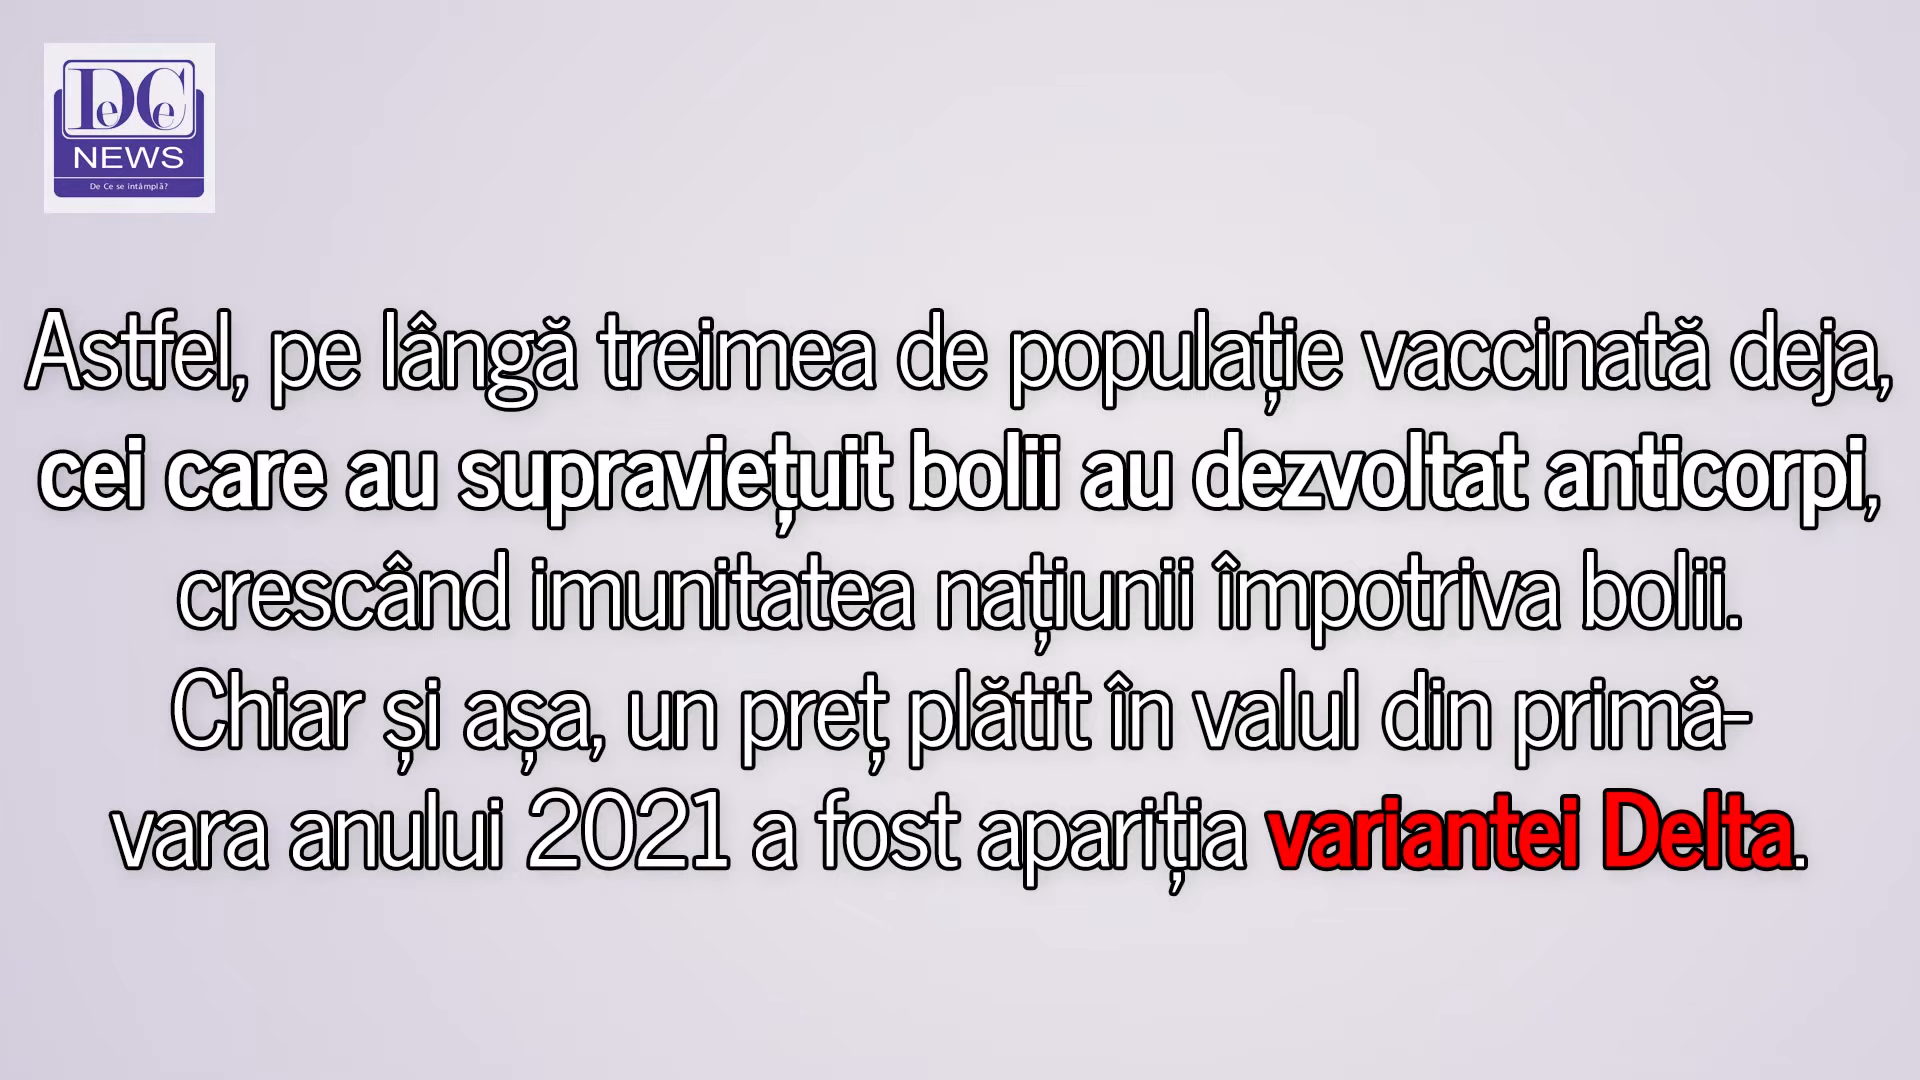 DeCe
NEWS
De Ce se întâmplă?
Astfel, pe lângă treimea de populație vaccinată deja,
cei care au supraviețuit bolii au dezvoltat anticorpi,
crescând imunitatea națiunii împotriva bolii.
Chiar și așa, un preț plătit în valul din primă-
vara anului 2021 a fost apariția variantei Delta.